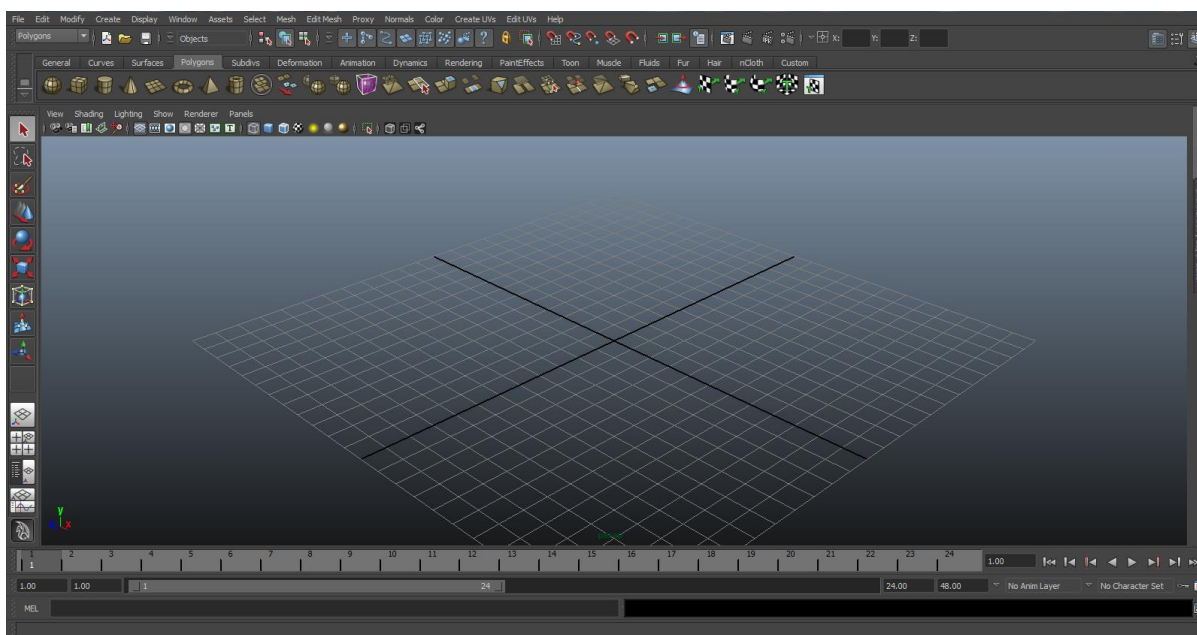 File Edit Modify Create Display Window Assets Select Mesh Edit Mesh Proxy Normals Color Create UVs Edit UVs Help
Polygons Objects X: Y: Z:
General Curves Surfaces Polygons Subdivs Deformation Animation Dynamics Rendering PaintEffects Toon Muscle Fluids Fur Hair nCloth Custom
View Shading Lighting Show Renderer Panels
y
x
1 2 3 4 5 6 7 8 9 10 11 12 13 14 15 16 17 18 19 20 21 22 23 24
1 1.00
1.00 1.00 1 24 24.00 48.00 No Anim Layer No Character Set
MEL